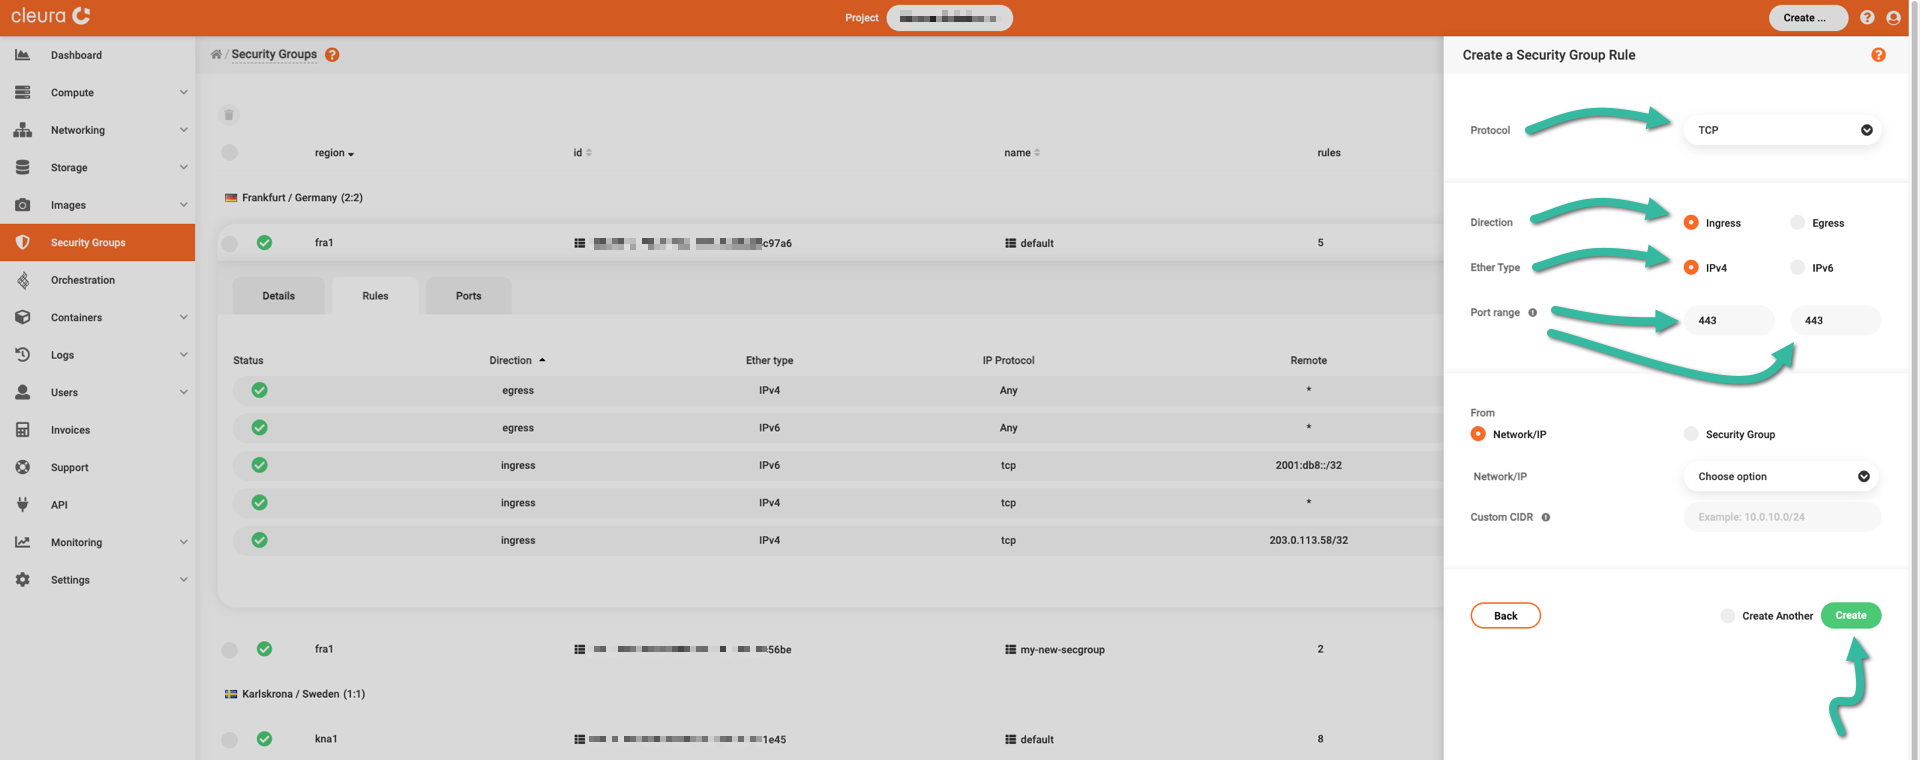 cleura
Project
Create ...
Dashboard
Compute
Networking
Storage
Images
Security Groups
Orchestration
Containers
Logs
Users
Invoices
Support
API
Monitoring
Settings
/ Security Groups
region id name rules
Frankfurt / Germany (2:2)
fra1 c97a6 default 5
Details Rules Ports
Status Direction Ether type IP Protocol Remote
egress IPv4 Any *
egress IPv6 Any *
ingress IPv6 tcp 2001:db8::/32
ingress IPv4 tcp *
ingress IPv4 tcp 203.0.113.58/32
fra1 56be my-new-secgroup 2
Karlskrona / Sweden (1:1)
kna1 1e45 default 8
Create a Security Group Rule
Protocol TCP
Direction Ingress Egress
Ether Type IPv4 IPv6
Port range 443 443
From
Network/IP Security Group
Network/IP Choose option
Custom CIDR Example: 10.0.10.0/24
Back Create Another Create